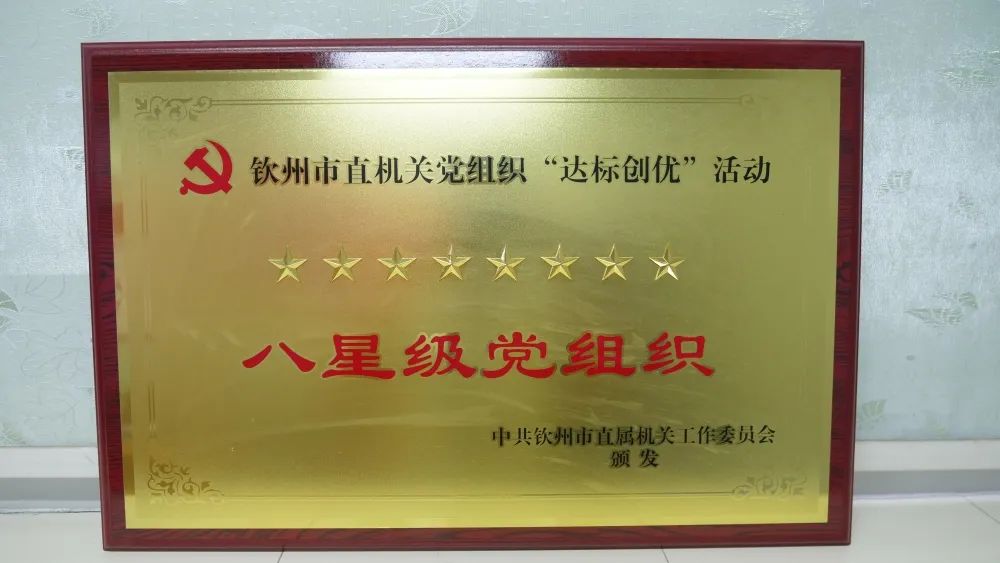 钦州市直机关党组织“达标创优”活动
八星级党组织
中共钦州市直属机关工作委员会
颁发